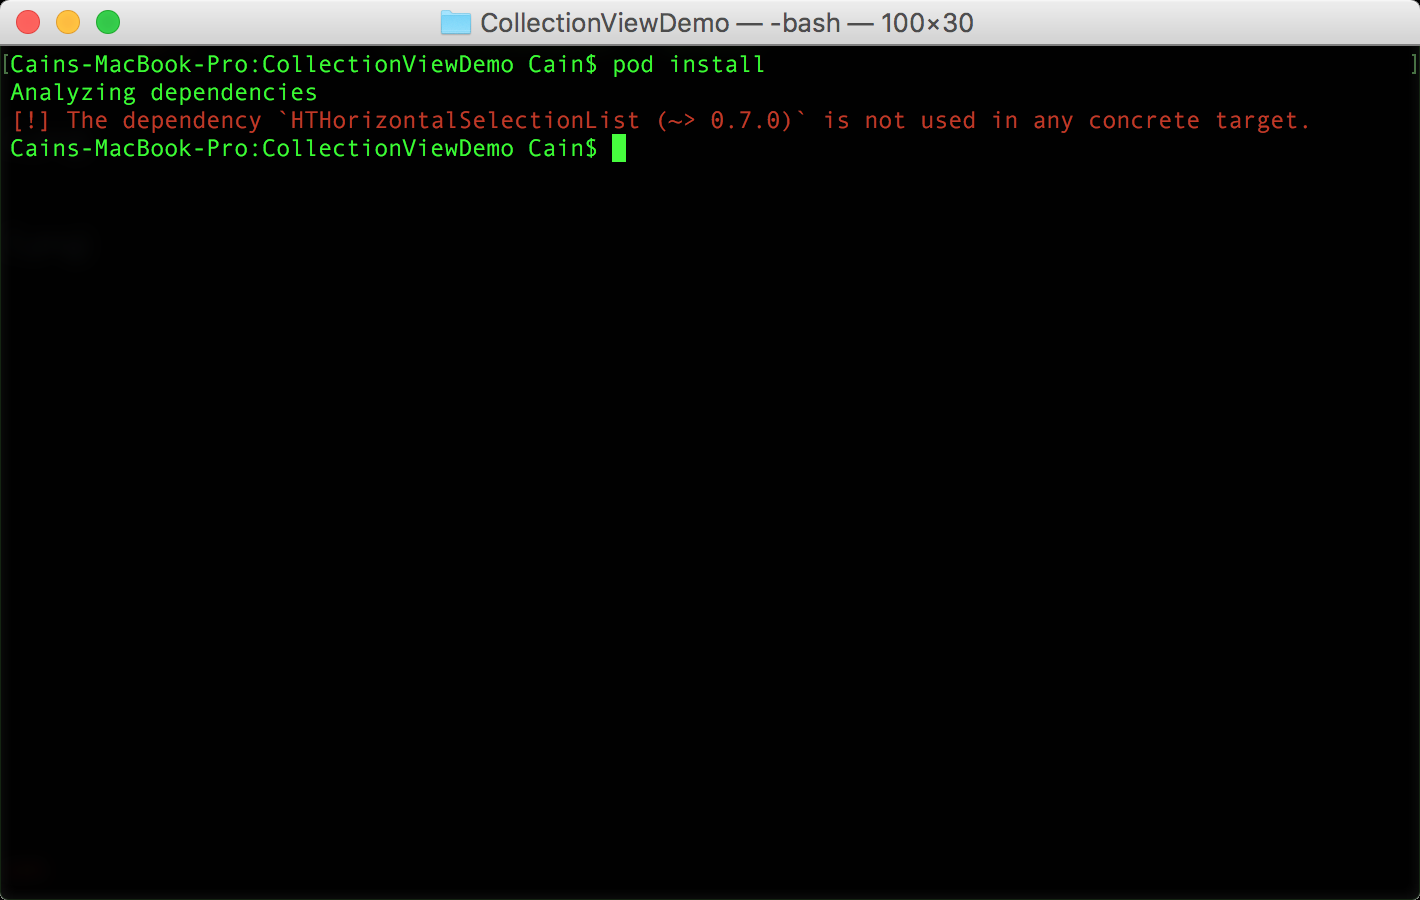 CollectionViewDemo — -bash — 100×30
[Cains-MacBook-Pro:CollectionViewDemo Cain$ pod install ]
Analyzing dependencies
[!] The dependency `HTHorizontalSelectionList (~> 0.7.0)` is not used in any concrete target.
Cains-MacBook-Pro:CollectionViewDemo Cain$